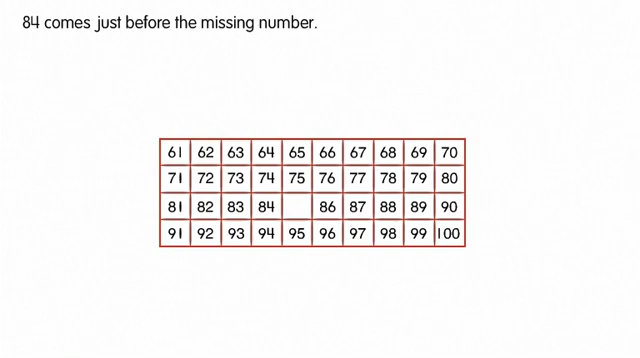 84 comes just before the missing number.
61 62 63 64 65 66 67 68 69 70
71 72 73 74 75 76 77 78 79 80
81 82 83 84 86 87 88 89 90
91 92 93 94 95 96 97 98 99 100